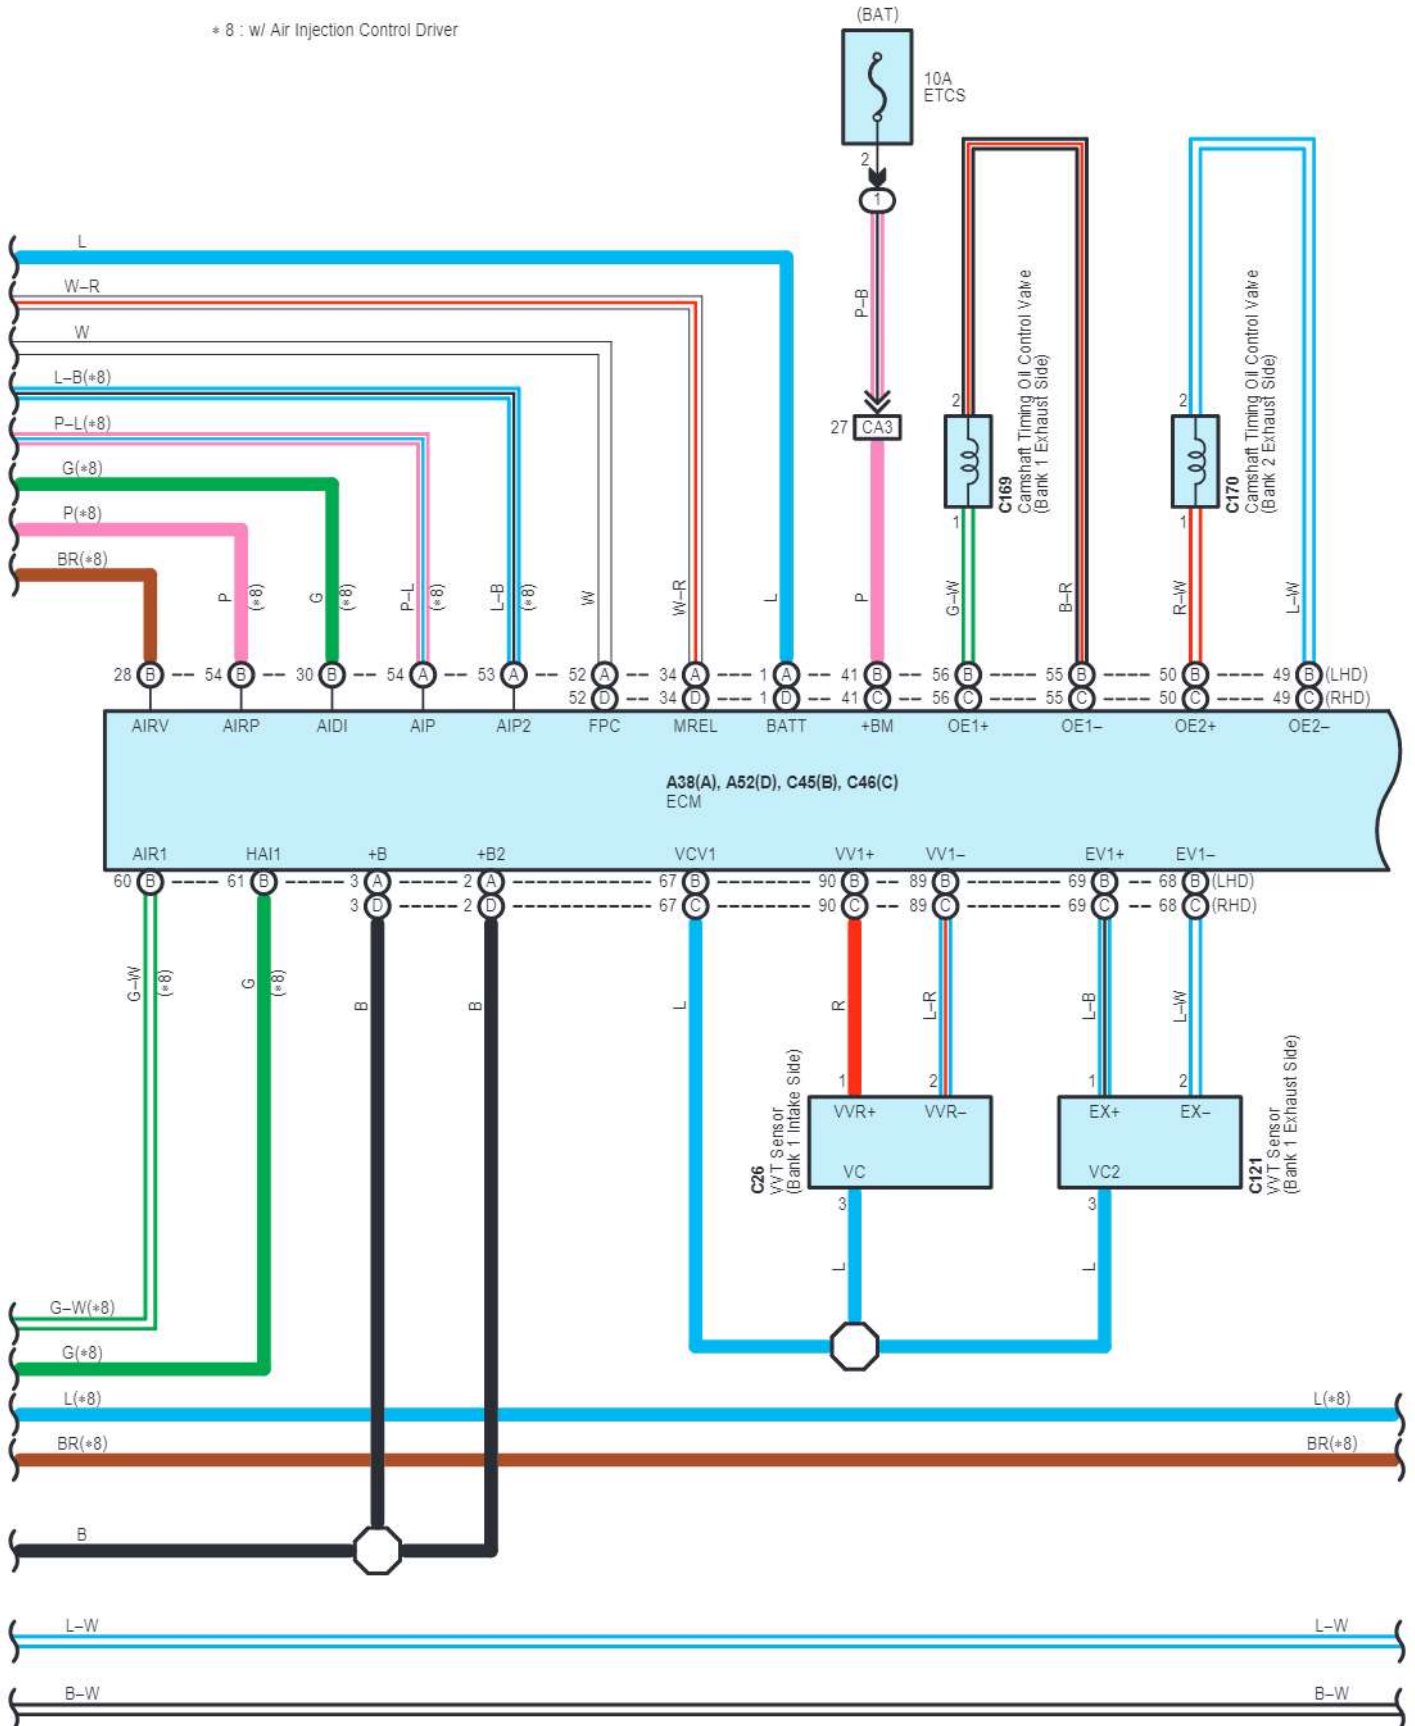 ∗ 8 : w/ Air Injection Control Driver
(BAT)
10A
ETCS
2
1
L
W–R
W
L–B(∗8)
P–L(∗8)
G(∗8)
P(∗8)
BR(∗8)
P–B
27 CA3
2
1
C169
Camshaft Timing Oil Control Valve
(Bank 1 Exhaust Side)
2
1
C170
Camshaft Timing Oil Control Valve
(Bank 2 Exhaust Side)
P
(∗8)
G
(∗8)
P–L
(∗8)
L–B
(∗8)
W
W–R
L
P
G–W
B–R
R–W
L–W
28 B 54 B 30 B 54 A 53 A 52 A 34 A 1 A 41 B 56 B 55 B 50 B 49 B (LHD)
52 D 34 D 1 D 41 C 56 C 55 C 50 C 49 C (RHD)
AIRV AIRP AIDI AIP AIP2 FPC MREL BATT +BM OE1+ OE1– OE2+ OE2–
A38(A), A52(D), C45(B), C46(C)
ECM
AIR1 HAI1 +B +B2 VCV1 VV1+ VV1– EV1+ EV1–
60 B 61 B 3 A 2 A 67 B 90 B 89 B 69 B 68 B (LHD)
3 D 2 D 67 C 90 C 89 C 69 C 68 C (RHD)
G–W
(∗8)
G
(∗8)
B
B
L
R
L–R
L–B
L–W
1 2
VVR+ VVR–
VC
3
C26
VVT Sensor
(Bank 1 Intake Side)
1 2
EX+ EX–
VC2
3
C121
VVT Sensor
(Bank 1 Exhaust Side)
L
L
G–W(∗8)
G(∗8)
L(∗8) L(∗8)
BR(∗8) BR(∗8)
B
L–W L–W
B–W B–W